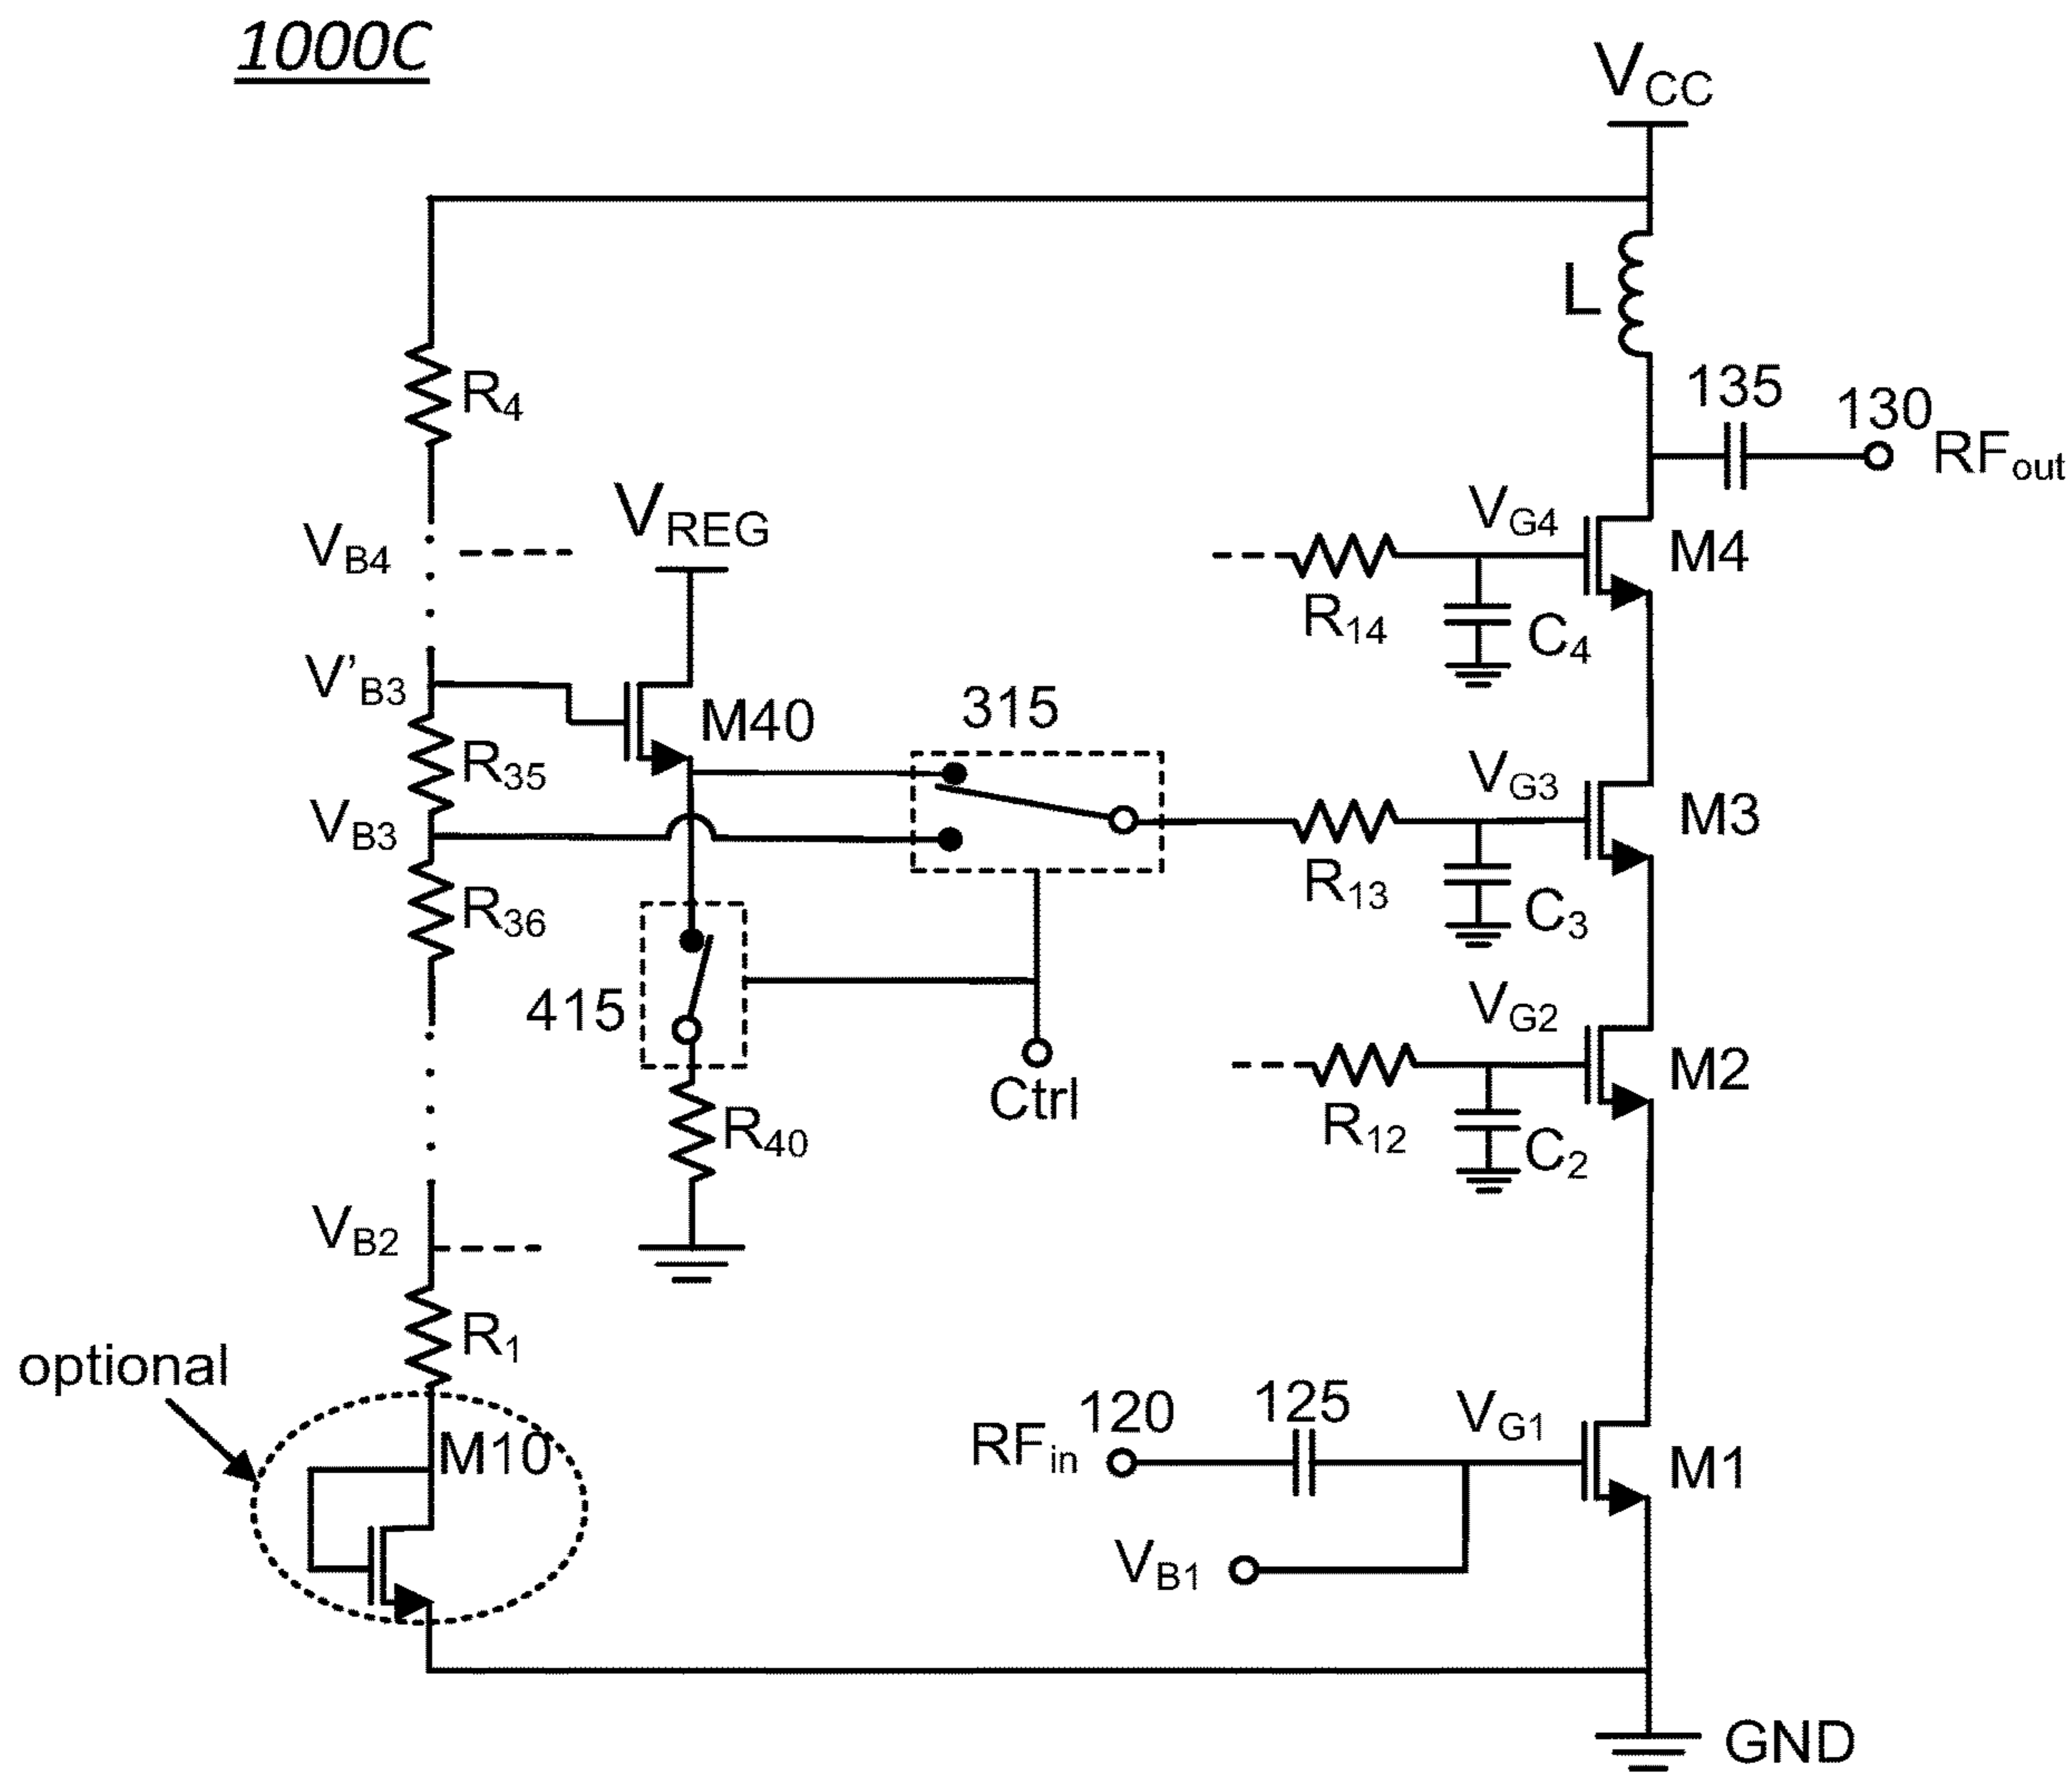 1000C
VCC
L
135
130
RFout
R4
VREG
VG4
M4
VB4
R14
C4
V'B3
M40
315
R35
VG3
M3
VB3
R13
C3
R36
415
VG2
M2
Ctrl
R40
R12
C2
VB2
R1
optional
M10
RFin
120
125
VG1
M1
VB1
GND